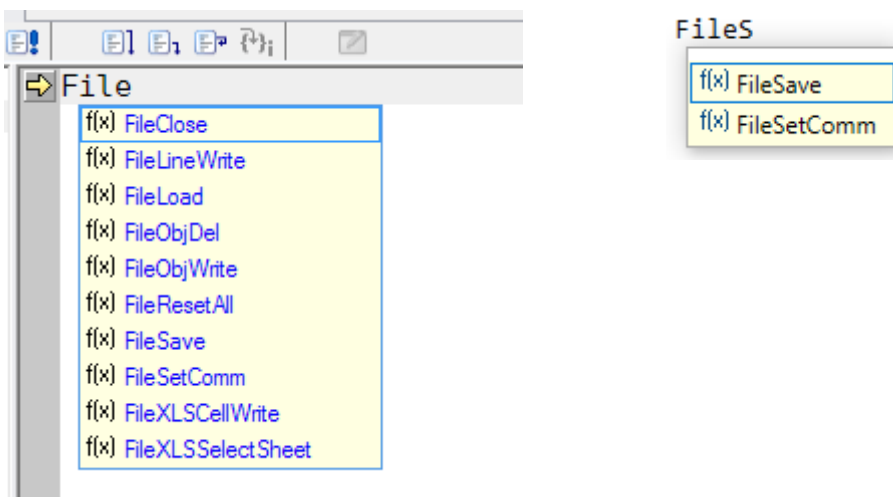 File
f(x) FileClose
f(x) FileLineWrite
f(x) FileLoad
f(x) FileObjDel
f(x) FileObjWrite
f(x) FileResetAll
f(x) FileSave
f(x) FileSetComm
f(x) FileXLSCellWrite
f(x) FileXLSSelectSheet
FileS
f(x) FileSave
f(x) FileSetComm